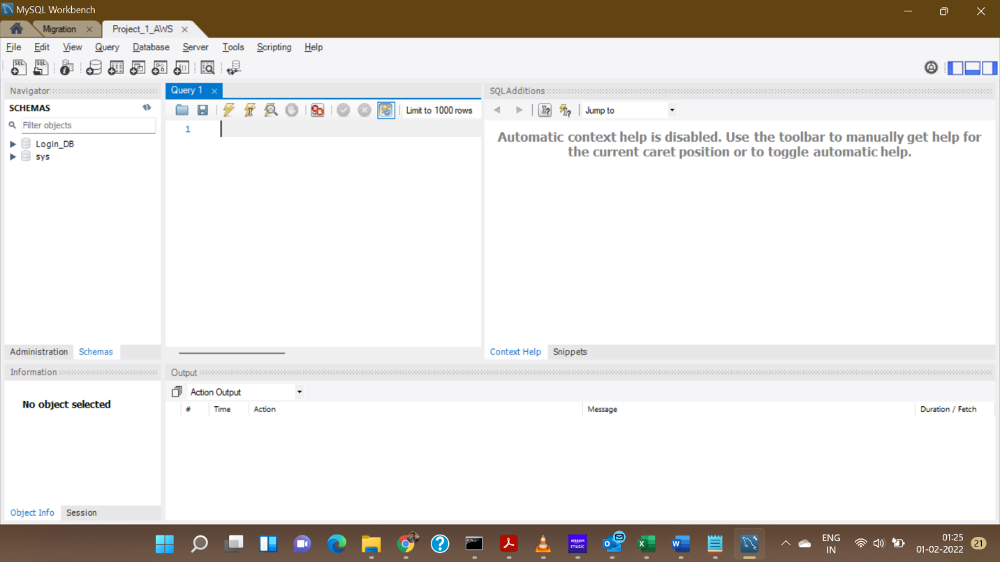 MySQL Workbench
Migration
Project_1_AWS
File Edit View Query Database Server Tools Scripting Help
Navigator
SCHEMAS
Filter objects
Login_DB
sys
Administration Schemas
Information
No object selected
Object Info Session
Query 1
Limit to 1000 rows
1
SQLAdditions
Jump to
Automatic context help is disabled. Use the toolbar to manually get help for
the current caret position or to toggle automatic help.
Context Help Snippets
Output
Action Output
# Time Action Message Duration / Fetch
amazon
music
ENG
IN
01:25
01-02-2022
21